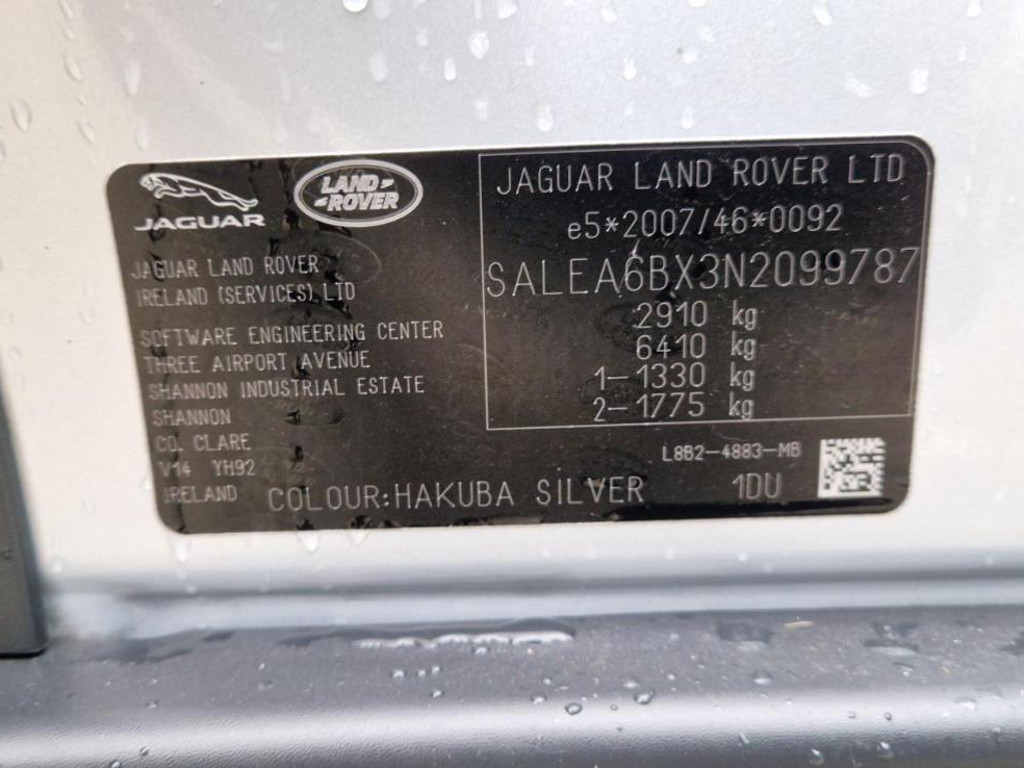 JAGUAR
LAND ROVER
JAGUAR LAND ROVER
IRELAND (SERVICES) LTD
SOFTWARE ENGINEERING CENTER
THREE AIRPORT AVENUE
SHANNON INDUSTRIAL ESTATE
SHANNON
CO. CLARE
V14 YH92
IRELAND
JAGUAR LAND ROVER LTD
e5*2007/46*0092
SALEA6BX3N2099787
2910 kg
6410 kg
1-1330 kg
2-1775 kg
L8B2-4883-MB
COLOUR:HAKUBA SILVER 1DU